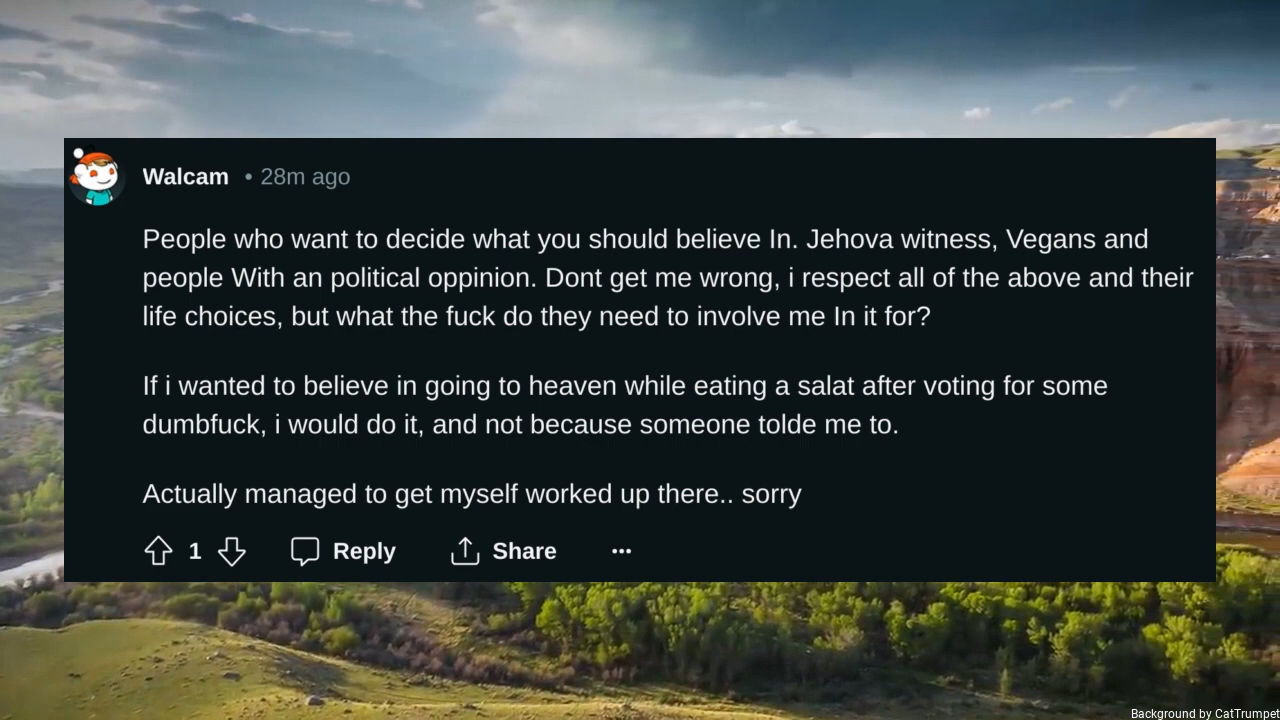 Walcam • 28m ago
People who want to decide what you should believe In. Jehova witness, Vegans and
people With an political oppinion. Dont get me wrong, i respect all of the above and their
life choices, but what the fuck do they need to involve me In it for?
If i wanted to believe in going to heaven while eating a salat after voting for some
dumbfuck, i would do it, and not because someone tolde me to.
Actually managed to get myself worked up there.. sorry
1 Reply Share ...
Background by CatTrumpet